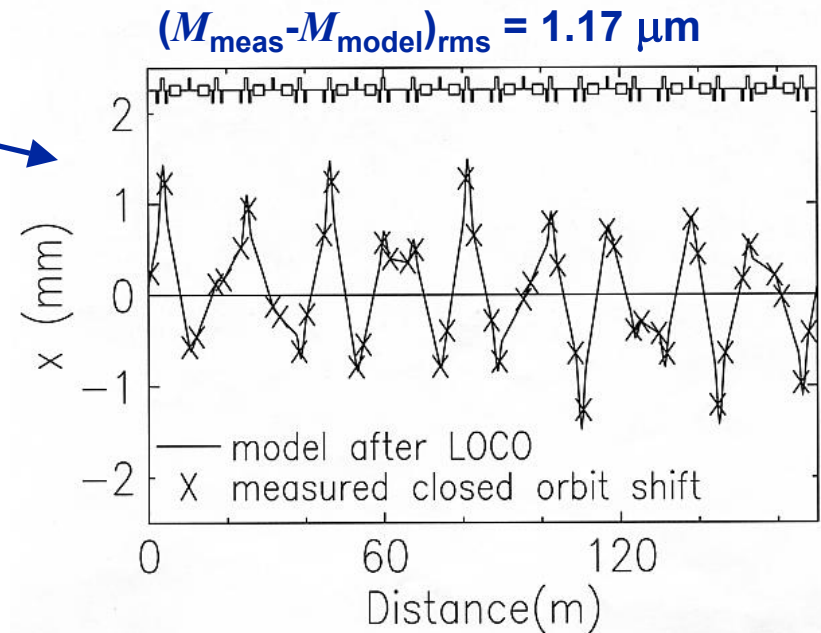 (Mmeas-Mmodel)rms = 1.17 μm
2
1
0
−1
−2
x (mm)
model after LOCO
measured closed orbit shift
0 60 120
Distance(m)